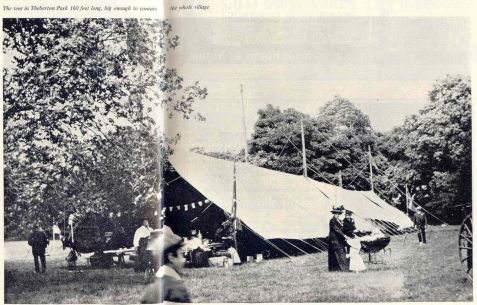 The tent in Theberton Park 160 feet long, big enough to contain the whole village